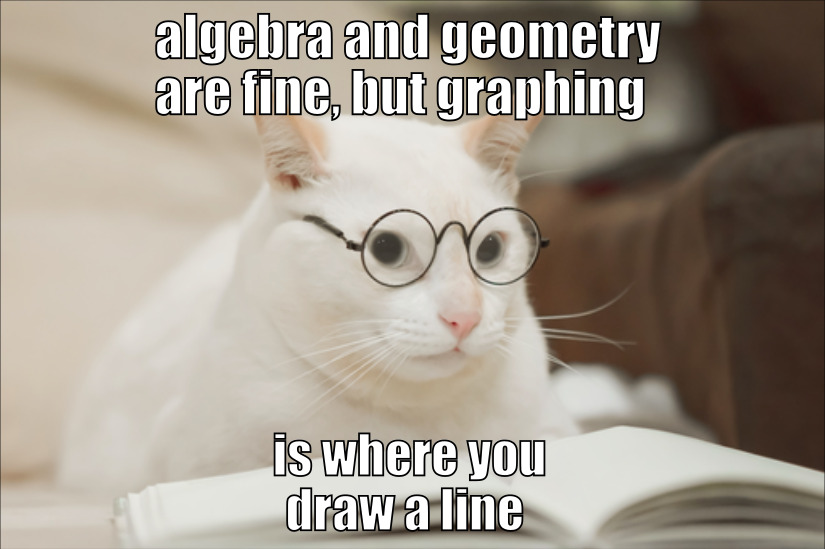 algebra and geometry
are fine, but graphing
is where you
draw a line